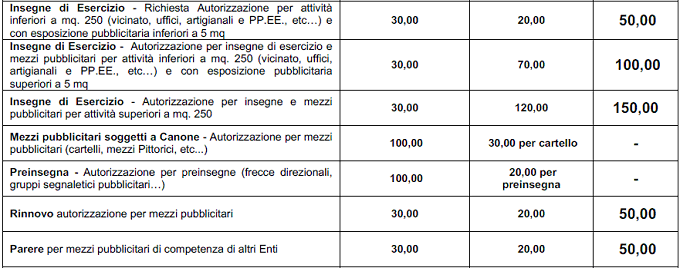 Insegne di Esercizio - Richiesta Autorizzazione per attività
inferiori a mq. 250 (vicinato, uffici, artigianali e PP.EE., etc…) e
con esposizione pubblicitaria inferiori a 5 mq
30,00 20,00 50,00
Insegne di Esercizio - Autorizzazione per insegne di esercizio e
mezzi pubblicitari per attività inferiori a mq. 250 (vicinato, uffici,
artigianali e PP.EE., etc…) e con esposizione pubblicitaria
superiori a 5 mq
30,00 70,00 100,00
Insegne di Esercizio - Autorizzazione per insegne e mezzi
pubblicitari per attività superiori a mq. 250
30,00 120,00 150,00
Mezzi pubblicitari soggetti a Canone - Autorizzazione per mezzi
pubblicitari (cartelli, mezzi Pittorici, etc...)
100,00 30,00 per cartello -
Preinsegna - Autorizzazione per preinsegne (frecce direzionali,
gruppi segnaletici pubblicitari…)
100,00 20,00 per
preinsegna
-
Rinnovo autorizzazione per mezzi pubblicitari 30,00 20,00 50,00
Parere per mezzi pubblicitari di competenza di altri Enti 30,00 20,00 50,00